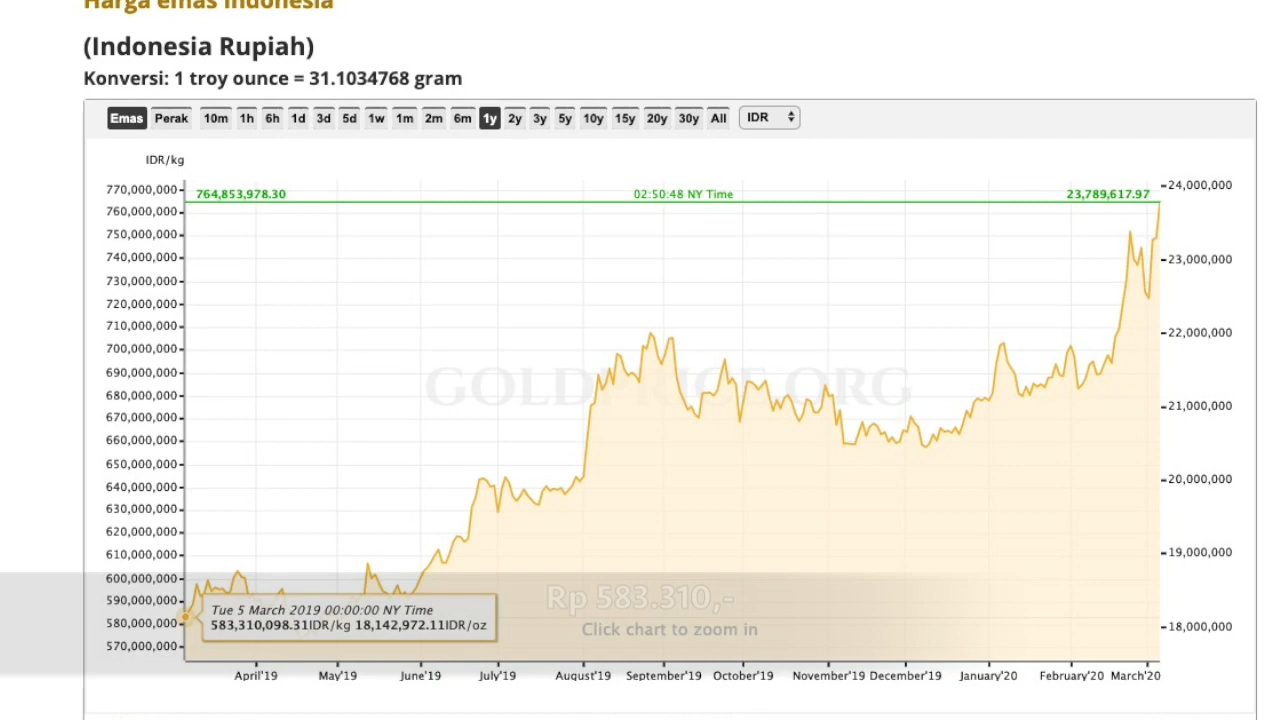 Harga emas Indonesia
(Indonesia Rupiah)
Konversi: 1 troy ounce = 31.1034768 gram
Emas Perak 10m 1h 6h 1d 3d 5d 1w 1m 2m 6m 1y 2y 3y 5y 10y 15y 20y 30y All IDR
IDR/kg
770,000,000 764,853,978.30 02:50:48 NY Time 23,789,617.97 24,000,000
760,000,000
750,000,000
740,000,000 23,000,000
730,000,000
720,000,000
710,000,000 22,000,000
700,000,000
690,000,000
GOLDPRICE.ORG
680,000,000
670,000,000 21,000,000
660,000,000
650,000,000
640,000,000 20,000,000
630,000,000
620,000,000
610,000,000 19,000,000
600,000,000
590,000,000 Rp 583.310,-
Tue 5 March 2019 00:00:00 NY Time
580,000,000 583,310,098.31IDR/kg 18,142,972.11IDR/oz Click chart to zoom in 18,000,000
570,000,000
April'19 May'19 June'19 July'19 August'19 September'19 October'19 November'19 December'19 January'20 February'20 March'20